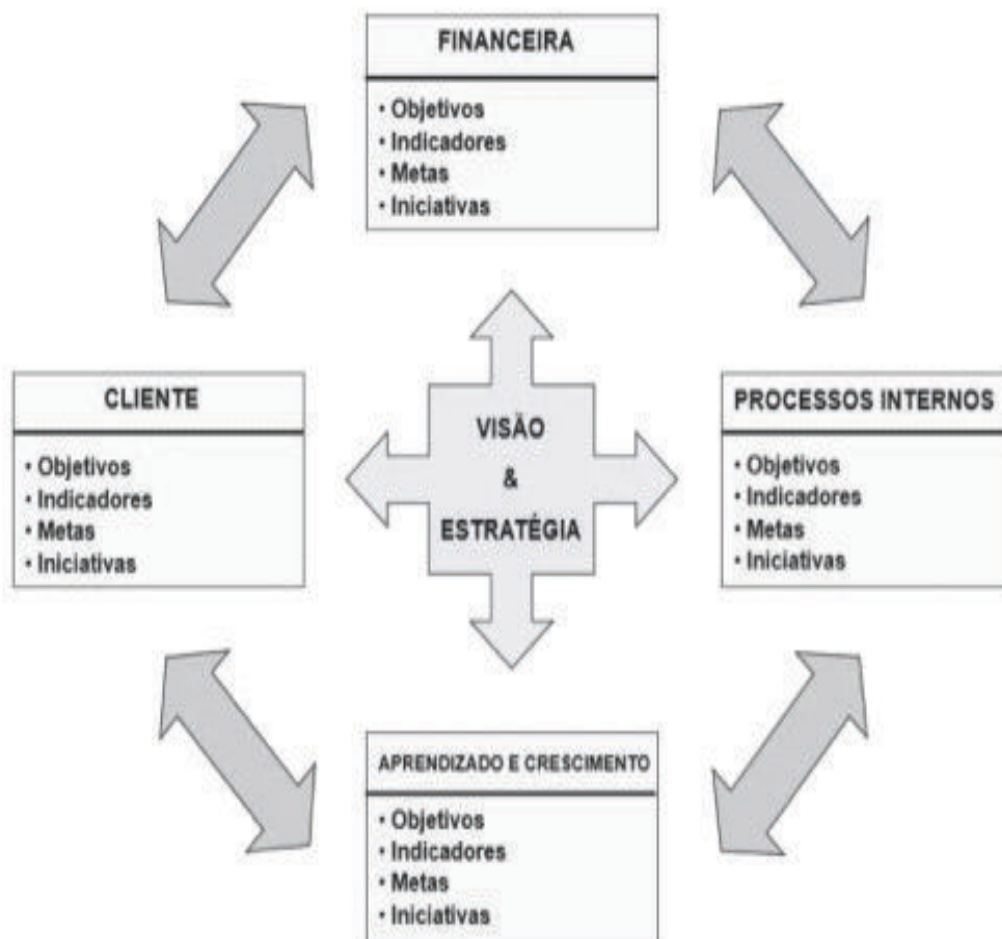 FINANCEIRA
• Objetivos
• Indicadores
• Metas
• Iniciativas
CLIENTE
• Objetivos
• Indicadores
• Metas
• Iniciativas
VISÃO
&
ESTRATÉGIA
PROCESSOS INTERNOS
• Objetivos
• Indicadores
• Metas
• Iniciativas
APRENDIZADO E CRESCIMENTO
• Objetivos
• Indicadores
• Metas
• Iniciativas